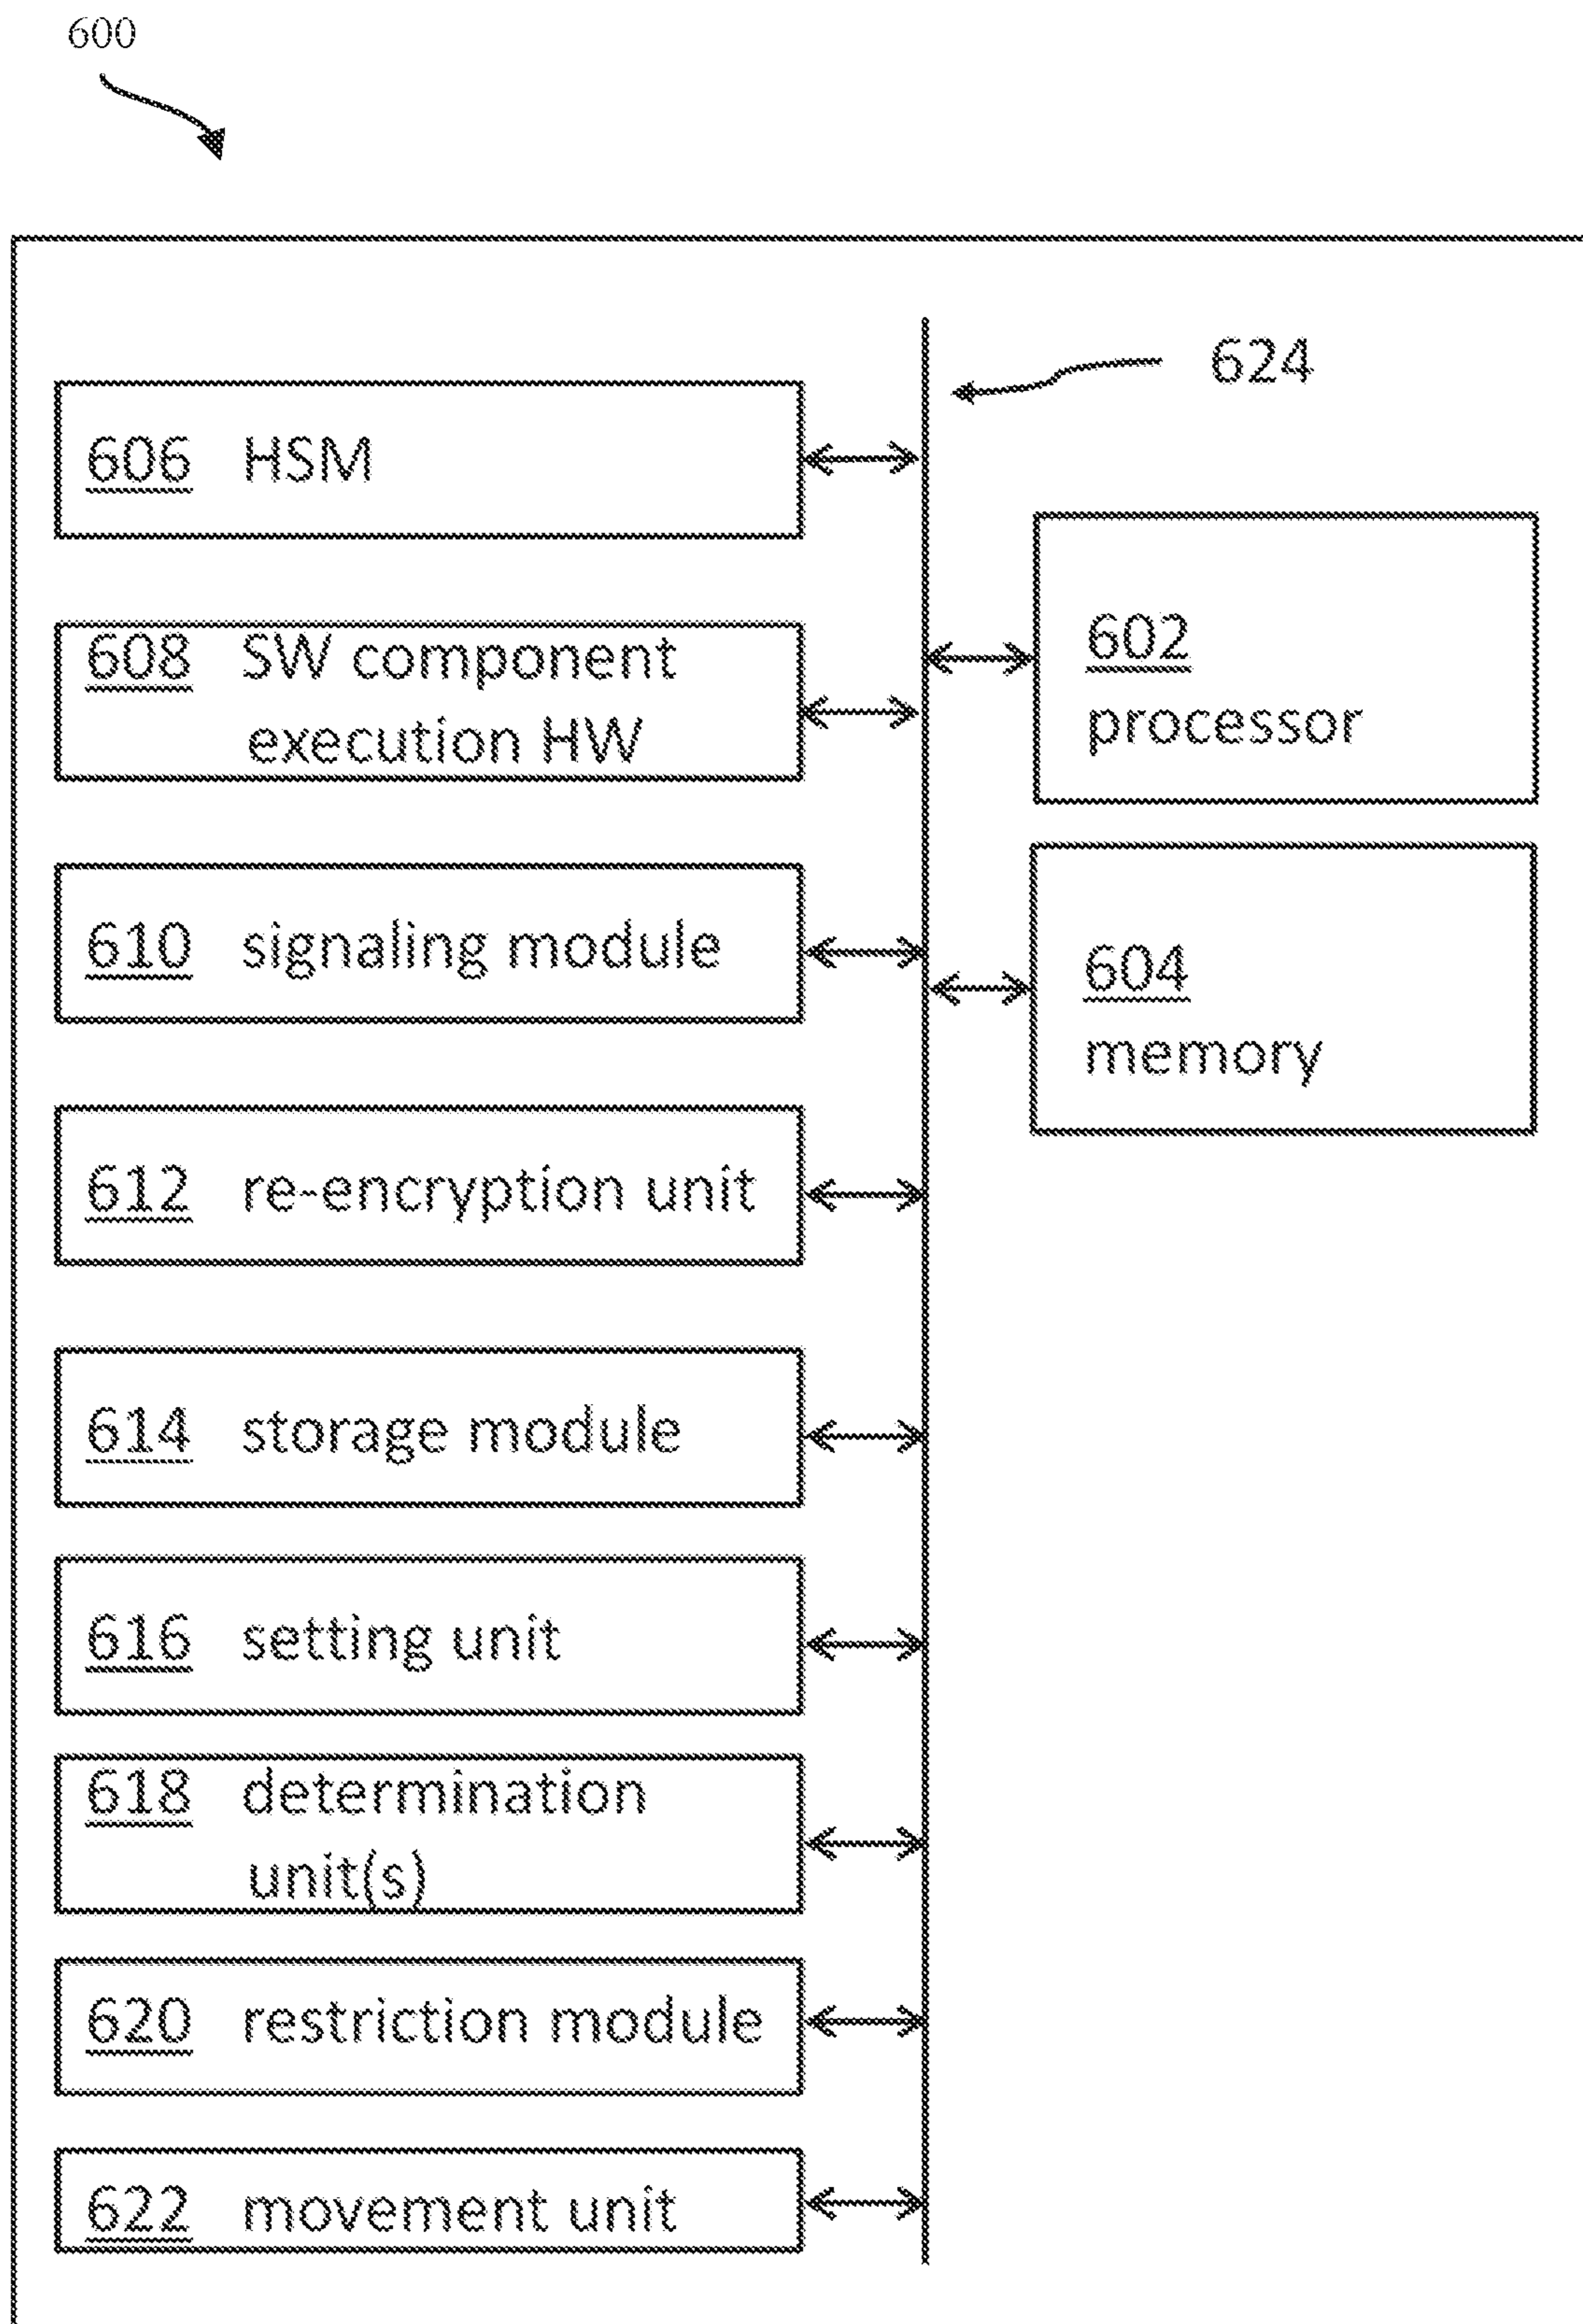 600
624
606 HSM
608 SW component
execution HW
602
processor
610 signaling module
604
memory
612 re-encryption unit
614 storage module
616 setting unit
618 determination
unit(s)
620 restriction module
622 movement unit